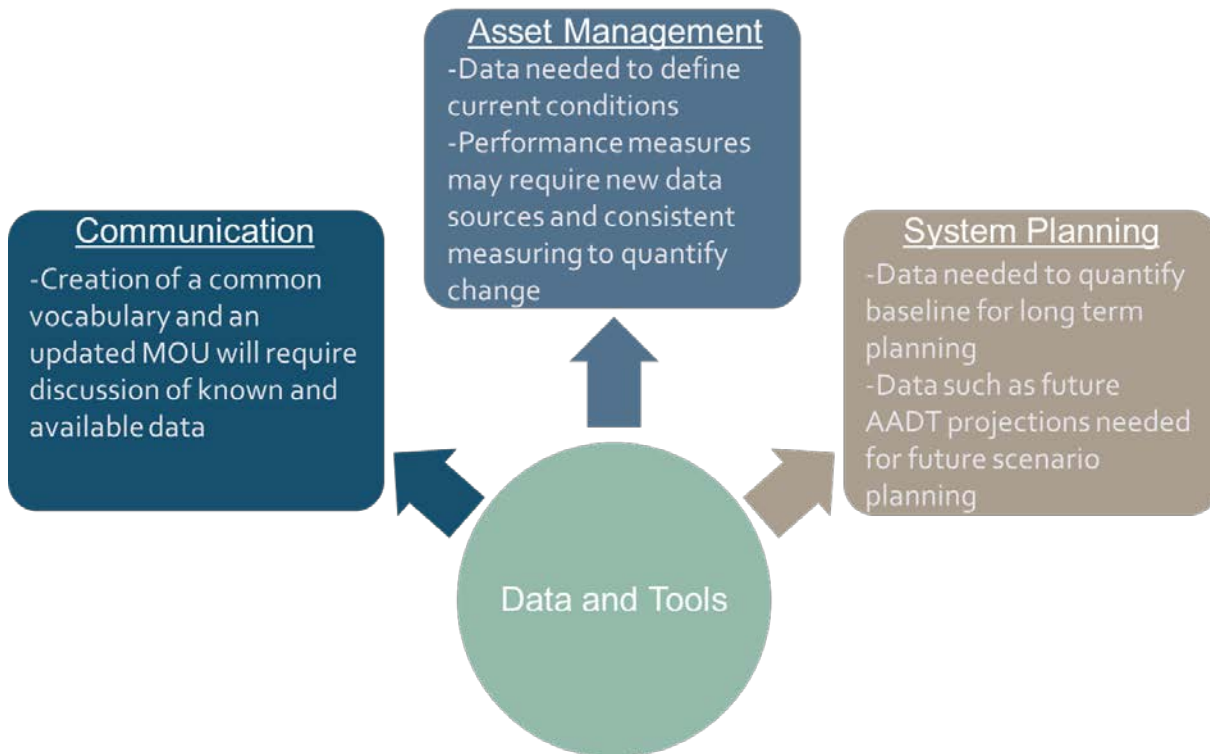 Asset Management
-Data needed to define
current conditions
-Performance measures
may require new data
sources and consistent
measuring to quantify
change
Communication
-Creation of a common
vocabulary and an
updated MOU will require
discussion of known and
available data
System Planning
-Data needed to quantify
baseline for long term
planning
-Data such as future
AADT projections needed
for future scenario
planning
Data and Tools